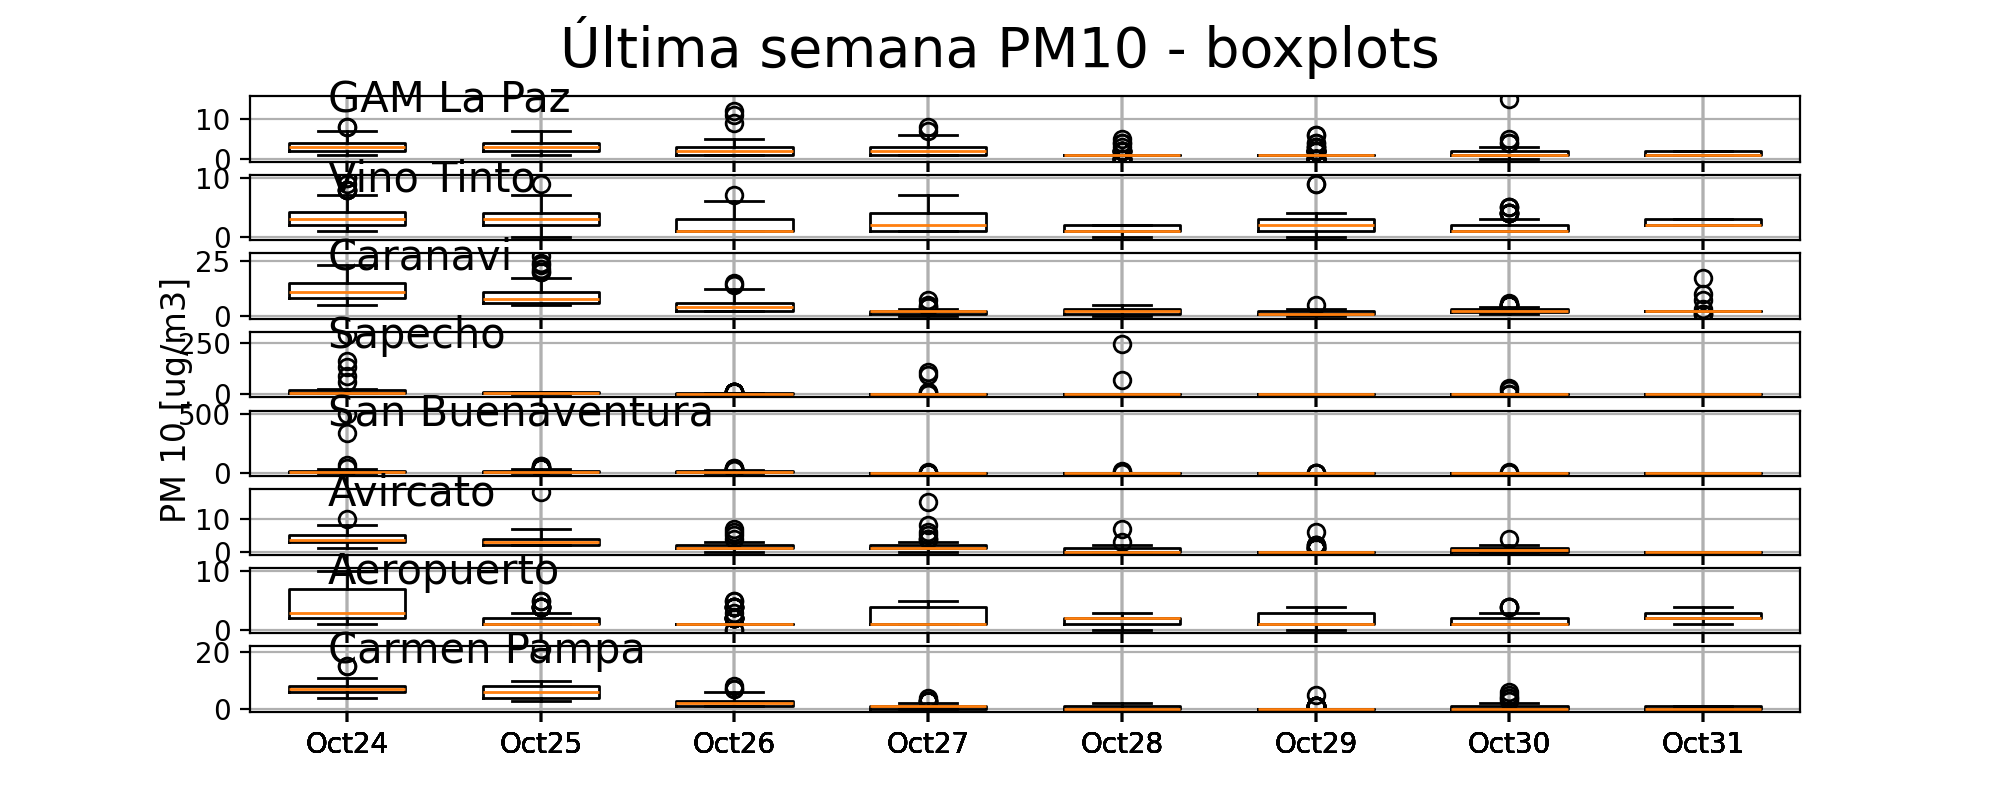 Última semana PM10 - boxplots
PM 10 [ug/m3]
GAM La Paz
10
0
Vino Tinto
10
0
Caranavi
25
0
Sapecho
250
0
San Buenaventura
500
0
Avircato
10
0
Aeropuerto
10
0
Carmen Pampa
20
0
Oct24 Oct25 Oct26 Oct27 Oct28 Oct29 Oct30 Oct31